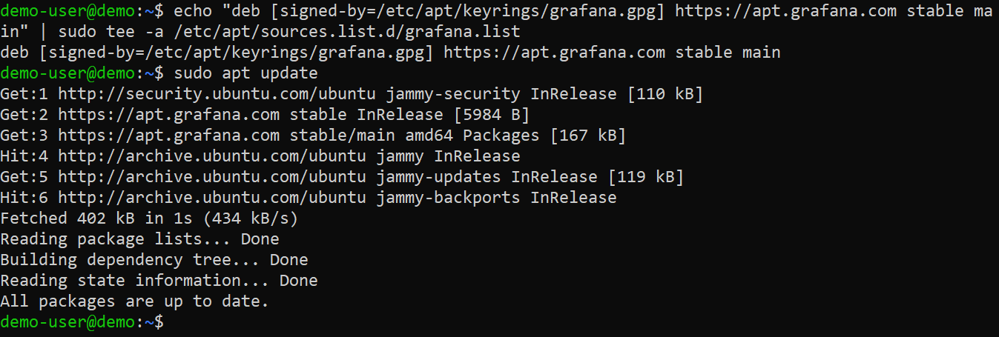 demo-user@demo:~$ echo "deb [signed-by=/etc/apt/keyrings/grafana.gpg] https://apt.grafana.com stable ma
in" | sudo tee -a /etc/apt/sources.list.d/grafana.list
deb [signed-by=/etc/apt/keyrings/grafana.gpg] https://apt.grafana.com stable main
demo-user@demo:~$ sudo apt update
Get:1 http://security.ubuntu.com/ubuntu jammy-security InRelease [110 kB]
Get:2 https://apt.grafana.com stable InRelease [5984 B]
Get:3 https://apt.grafana.com stable/main amd64 Packages [167 kB]
Hit:4 http://archive.ubuntu.com/ubuntu jammy InRelease
Get:5 http://archive.ubuntu.com/ubuntu jammy-updates InRelease [119 kB]
Hit:6 http://archive.ubuntu.com/ubuntu jammy-backports InRelease
Fetched 402 kB in 1s (434 kB/s)
Reading package lists... Done
Building dependency tree... Done
Reading state information... Done
All packages are up to date.
demo-user@demo:~$